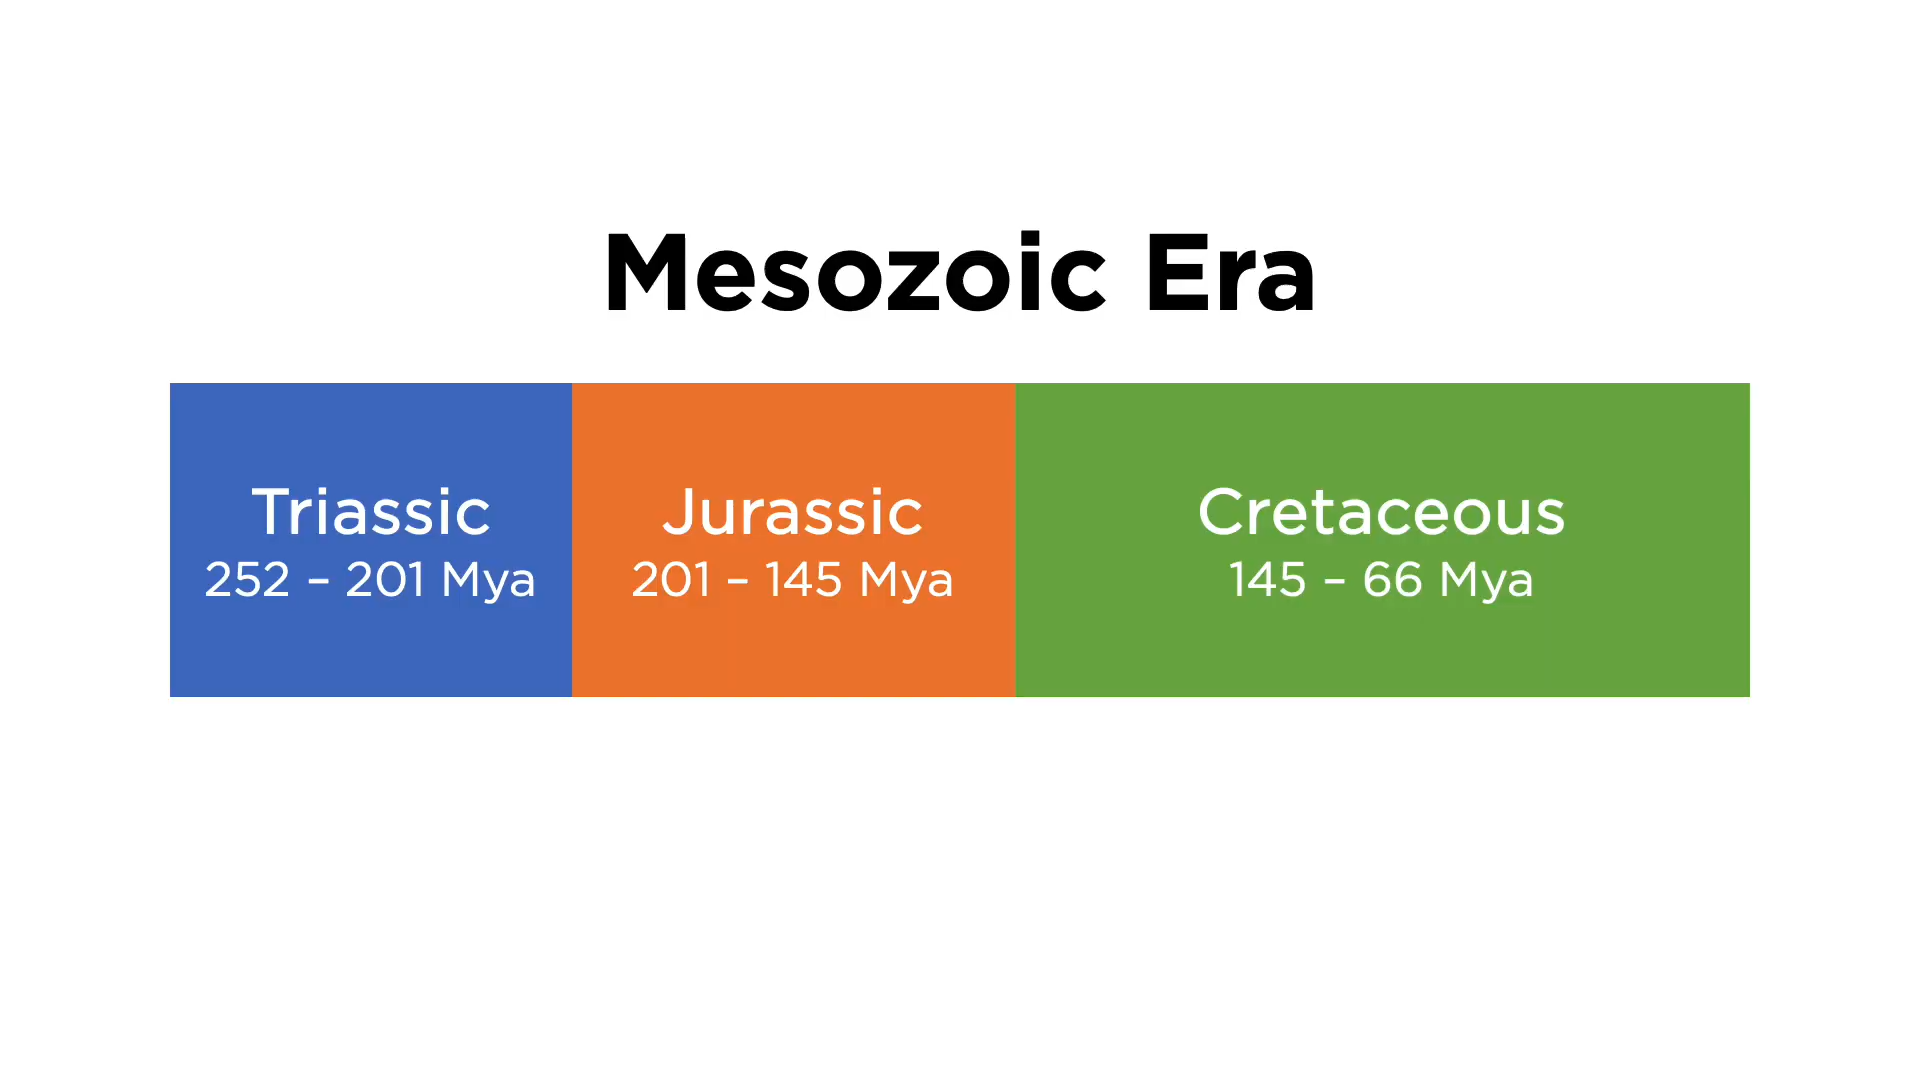 Mesozoic Era
Triassic
252 – 201 Mya
Jurassic
201 – 145 Mya
Cretaceous
145 – 66 Mya